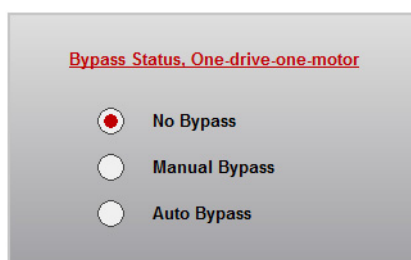 Bypass Status, One-drive-one-motor
No Bypass
Manual Bypass
Auto Bypass